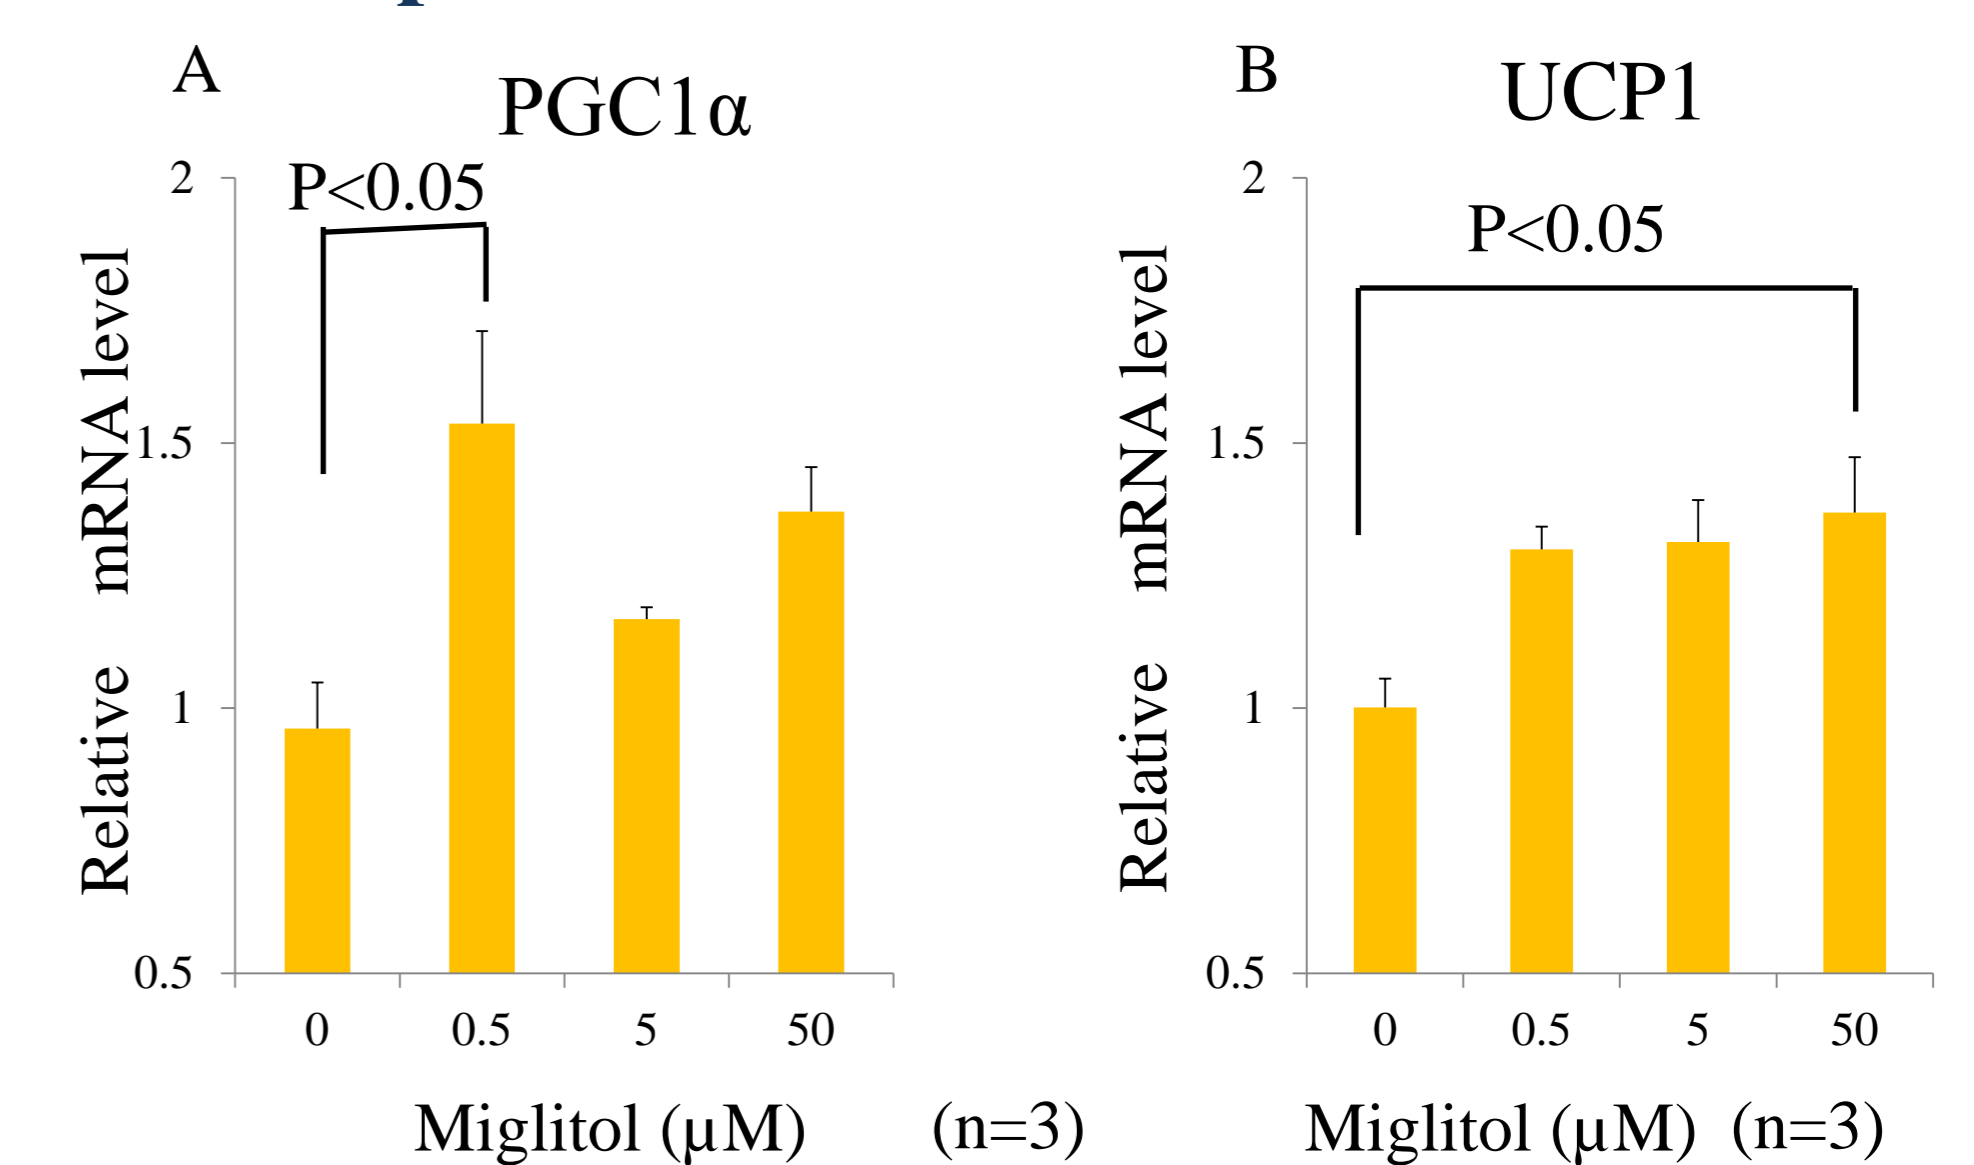 A
PGC1α
P<0.05
2
1.5
1
0.5
Relative mRNA level
0 0.5 5 50
Miglitol (μM) (n=3)
B
UCP1
P<0.05
2
1.5
1
0.5
Relative mRNA level
0 0.5 5 50
Miglitol (μM) (n=3)